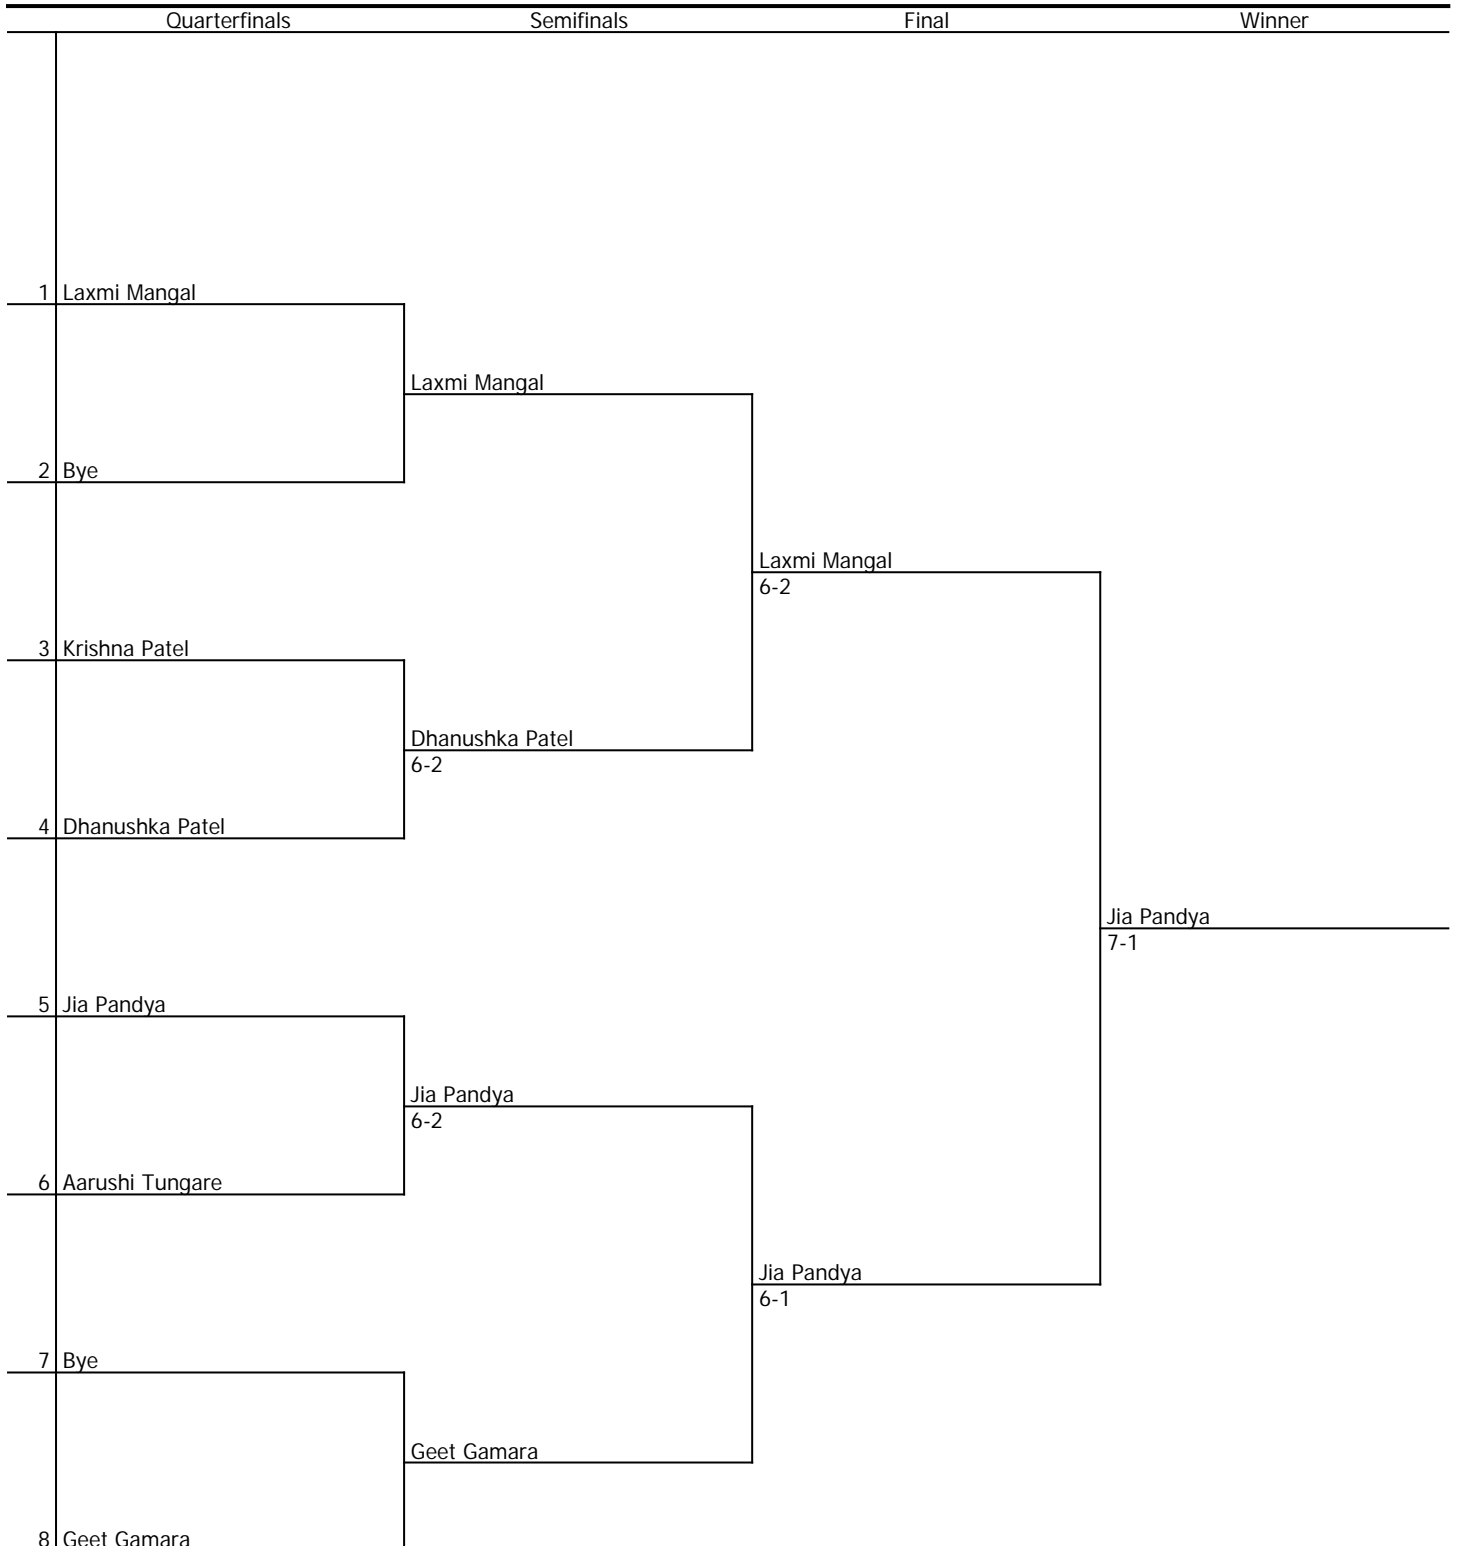 Quarterfinals Semifinals Final Winner
1 Laxmi Mangal
Laxmi Mangal
2 Bye
Laxmi Mangal
6-2
3 Krishna Patel
Dhanushka Patel
6-2
4 Dhanushka Patel
Jia Pandya
7-1
5 Jia Pandya
Jia Pandya
6-2
6 Aarushi Tungare
Jia Pandya
6-1
7 Bye
Geet Gamara
8 Geet Gamara